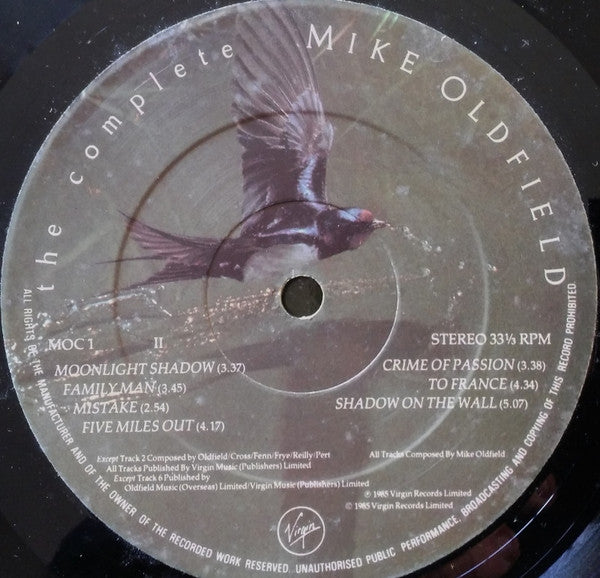 the complete MIKE OLDFIELD
MOC 1 II STEREO 33⅓ RPM
MOONLIGHT SHADOW (3.37)
FAMILY MAN (3.45)
MISTAKE (2.54)
FIVE MILES OUT (4.17)
CRIME OF PASSION (3.38)
TO FRANCE (4.34)
SHADOW ON THE WALL (5.07)
Except Track 2 Composed by Oldfield/Cross/Fenn/Frye/Reilly/Pert
All Tracks Published By Virgin Music (Publishers) Limited
Except Track 6 Published by
Oldfield Music (Overseas) Limited/Virgin Music (Publishers) Limited
All Tracks Composed By Mike Oldfield
℗ 1985 Virgin Records Limited
© 1985 Virgin Records Limited
Virgin
ALL RIGHTS OF THE MANUFACTURER AND OF THE OWNER OF THE RECORDED WORK RESERVED. UNAUTHORISED PUBLIC PERFORMANCE, BROADCASTING AND COPYING OF THIS RECORD PROHIBITED